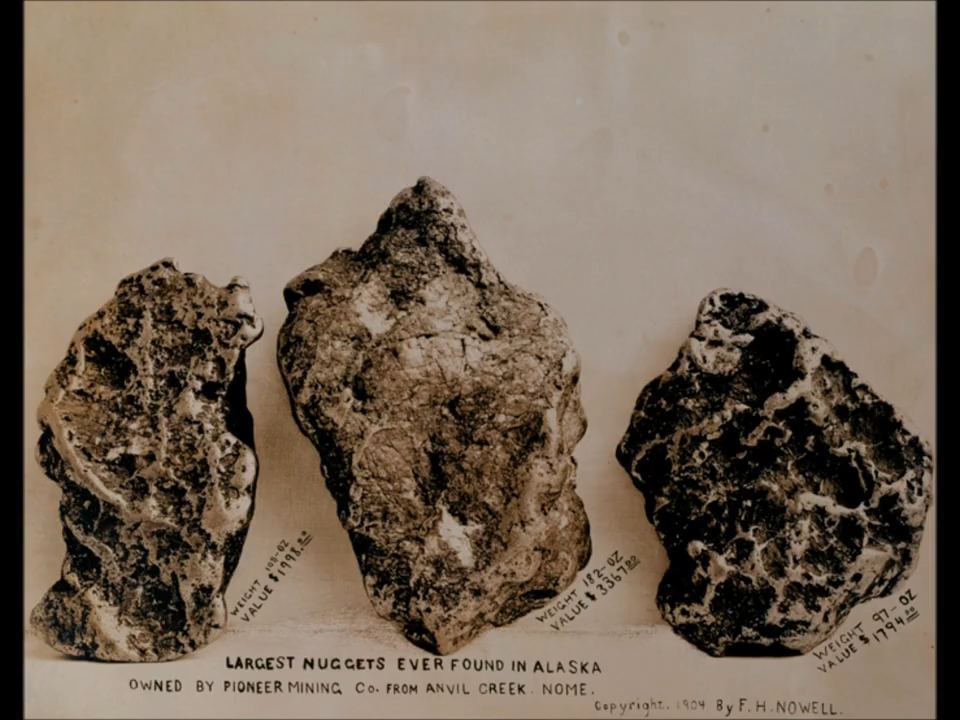 WEIGHT 109-OZ
VALUE $1998.00
WEIGHT 182-OZ
VALUE $3367.00
WEIGHT 97-OZ
VALUE $1794.00
LARGEST NUGGETS EVER FOUND IN ALASKA
OWNED BY PIONEER MINING Co. FROM ANVIL CREEK. NOME.
Copyright. 1904 By F.H. NOWELL.